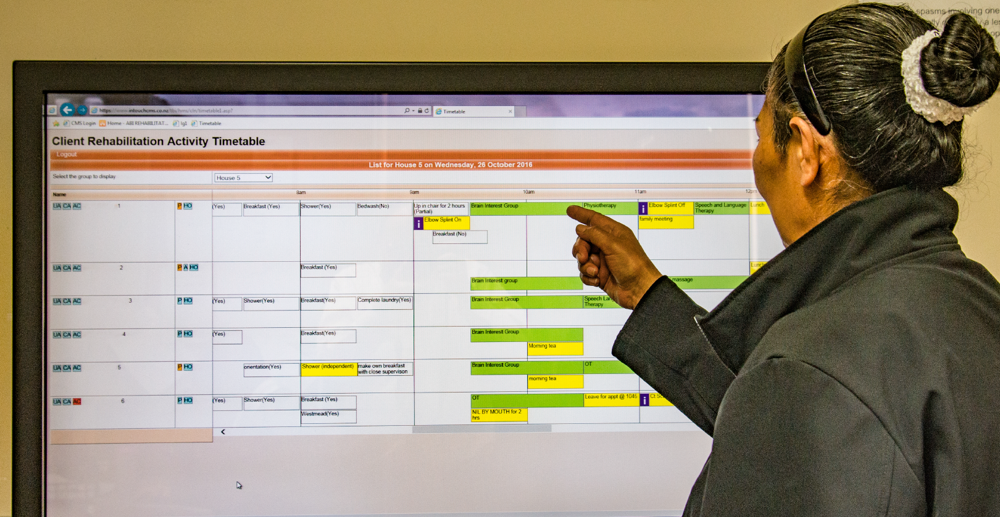 spasms involving one
https://www.intouchcms.co.nz/tbi/hms/cln/timetable1.asp?
Timetable
CMS Login Home - ABI REHABILITAT... lg1 Timetable
Client Rehabilitation Activity Timetable
Logout
List for House 5 on Wednesday, 26 October 2016
Select the group to display
House 5
Name
8am 9am 10am 11am 12pm
UA CA AC 1 P HO
(Yes) Breakfast (Yes) Shower(Yes) Bedwash(No)
Up in chair for 2 hours
(Partial)
Brain Interest Group Physiotherapy
i Elbow Splint Off
Speech and Language
Therapy
Lunch
i Elbow Splint On
family meeting
Breakfast (No)
UA CA AC 2 P A HO
Breakfast (Yes)
Lunch
Brain Interest group
massage
UA CA AC 3 P HO
(Yes) Shower(Yes) Breakfast(Yes) Complete laundry(Yes)
Brain Interest Group
Speech
Therapy
UA CA AC 4 P HO
(Yes) Breakfast(Yes)
Brain Interest Group
Morning tea
UA CA AC 5 P HO
orientation(Yes) Shower (independent)
make own breakfast
with close supervison
Brain Interest Group OT
morning tea
UA CA AC 6 P HO
(Yes) Shower(Yes) Breakfast (Yes)
OT Leave for appt @ 1045
i Ct
Westmead(Yes)
NIL BY MOUTH for 2
hrs